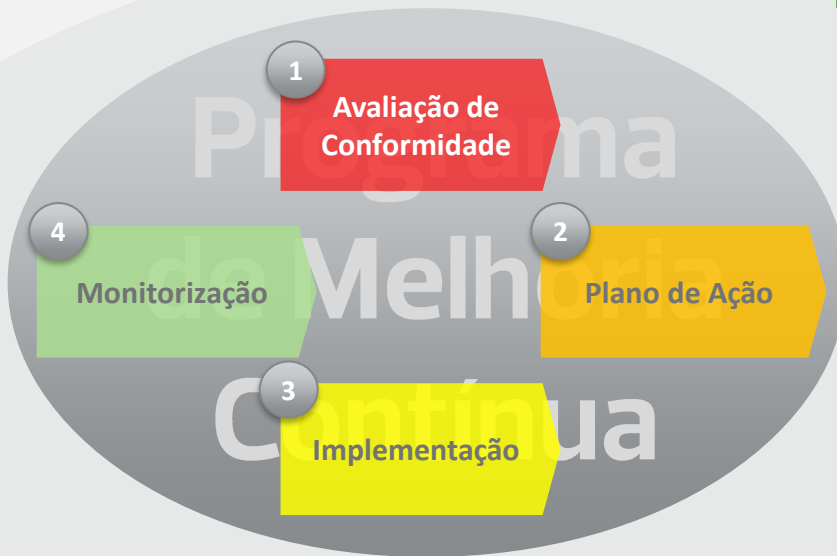 Programa
de Melhoria
Contínua
1
Avaliação de
Conformidade
2
Plano de Ação
3
Implementação
4
Monitorização